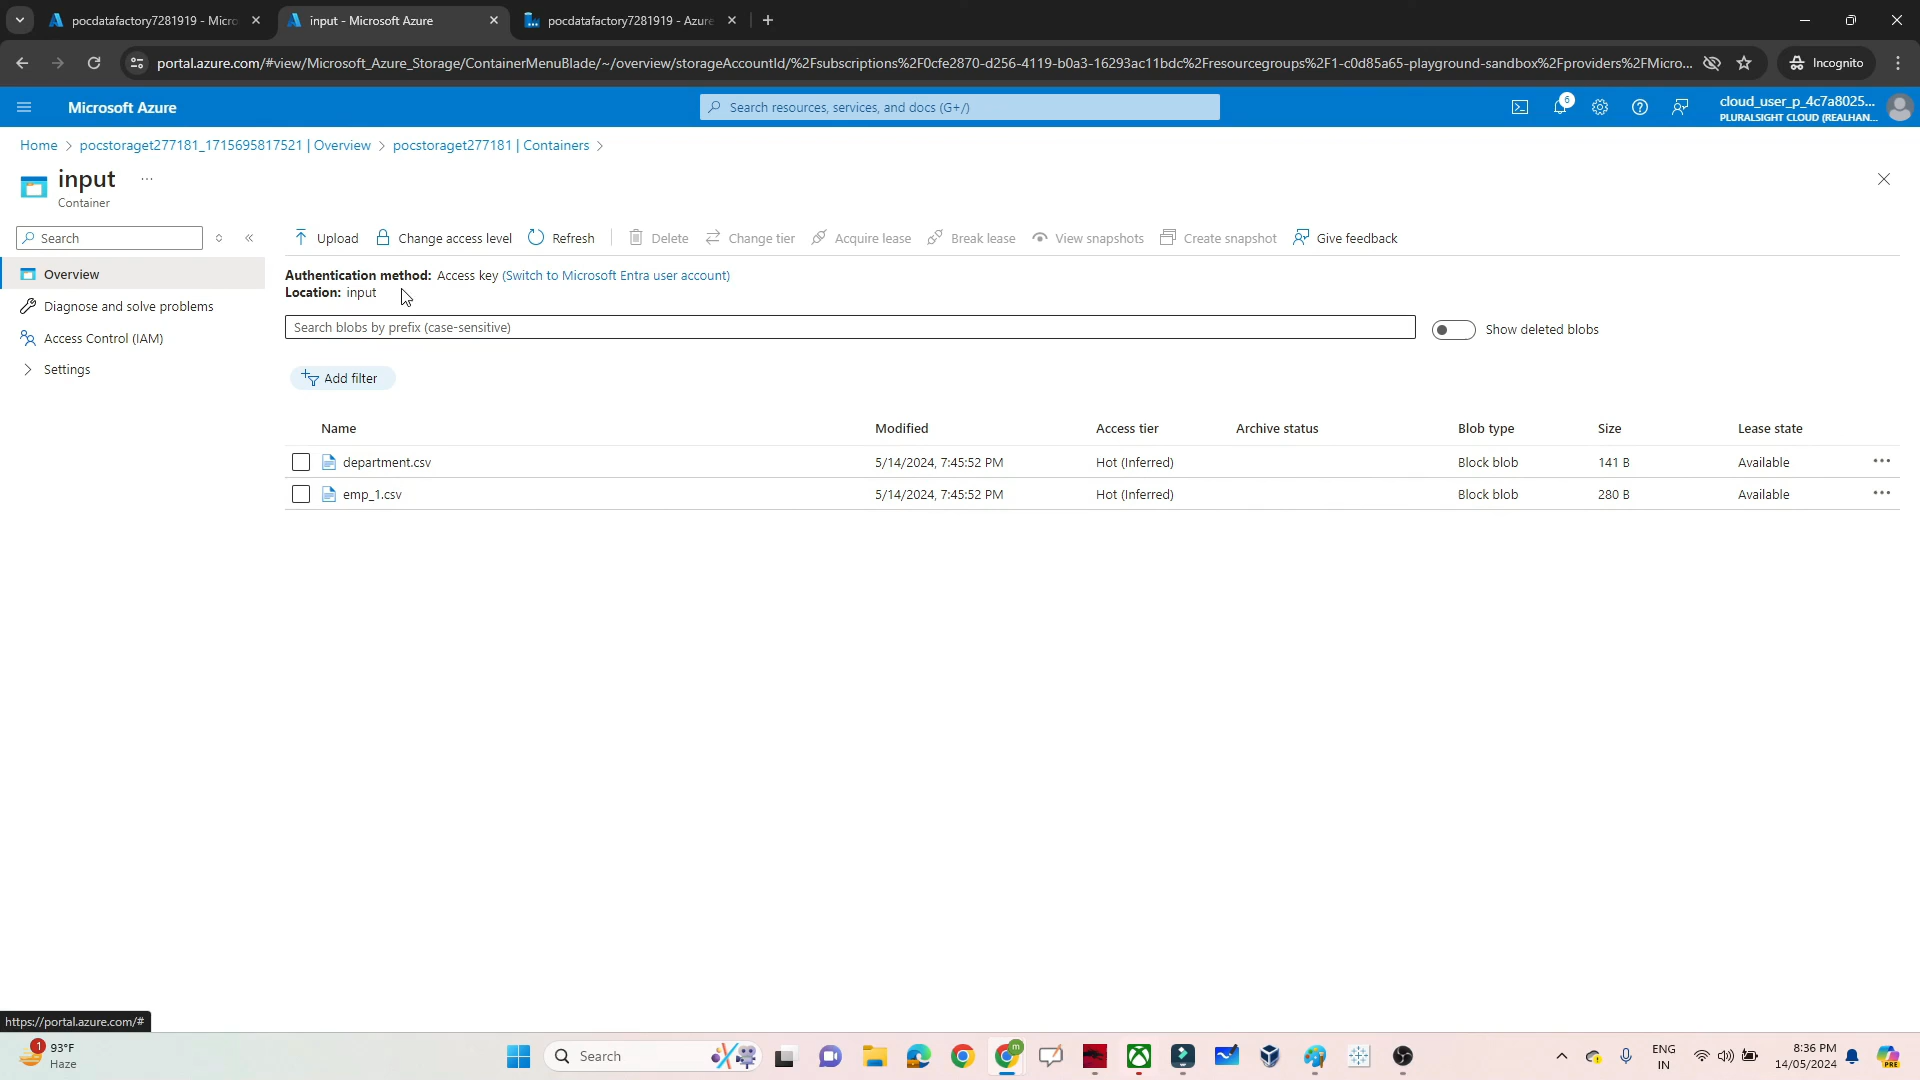 pocdatafactory7281919 - Micro
input - Microsoft Azure
pocdatafactory7281919 - Azure
portal.azure.com/#view/Microsoft_Azure_Storage/ContainerMenuBlade/~/overview/storageAccountId/%2Fsubscriptions%2F0cfe2870-d256-4119-b0a3-16293ac11bdc%2Fresourcegroups%2F1-c0d85a65-playground-sandbox%2Fproviders%2FMicro...
Incognito
Microsoft Azure
Search resources, services, and docs (G+/)
6
cloud_user_p_4c7a8025...
PLURALSIGHT CLOUD (REALHAN...
Home > pocstoraget277181_1715695817521 | Overview > pocstoraget277181 | Containers >
input ...
Container
Search
Upload Change access level Refresh Delete Change tier Acquire lease Break lease View snapshots Create snapshot Give feedback
Overview
Diagnose and solve problems
Access Control (IAM)
Settings
Authentication method: Access key (Switch to Microsoft Entra user account)
Location: input
Search blobs by prefix (case-sensitive)
Show deleted blobs
Add filter
Name Modified Access tier Archive status Blob type Size Lease state
department.csv 5/14/2024, 7:45:52 PM Hot (Inferred) Block blob 141 B Available ...
emp_1.csv 5/14/2024, 7:45:52 PM Hot (Inferred) Block blob 280 B Available ...
https://portal.azure.com/#
1
93°F
Haze
Search
m
ENG
IN
8:36 PM
14/05/2024
PRE